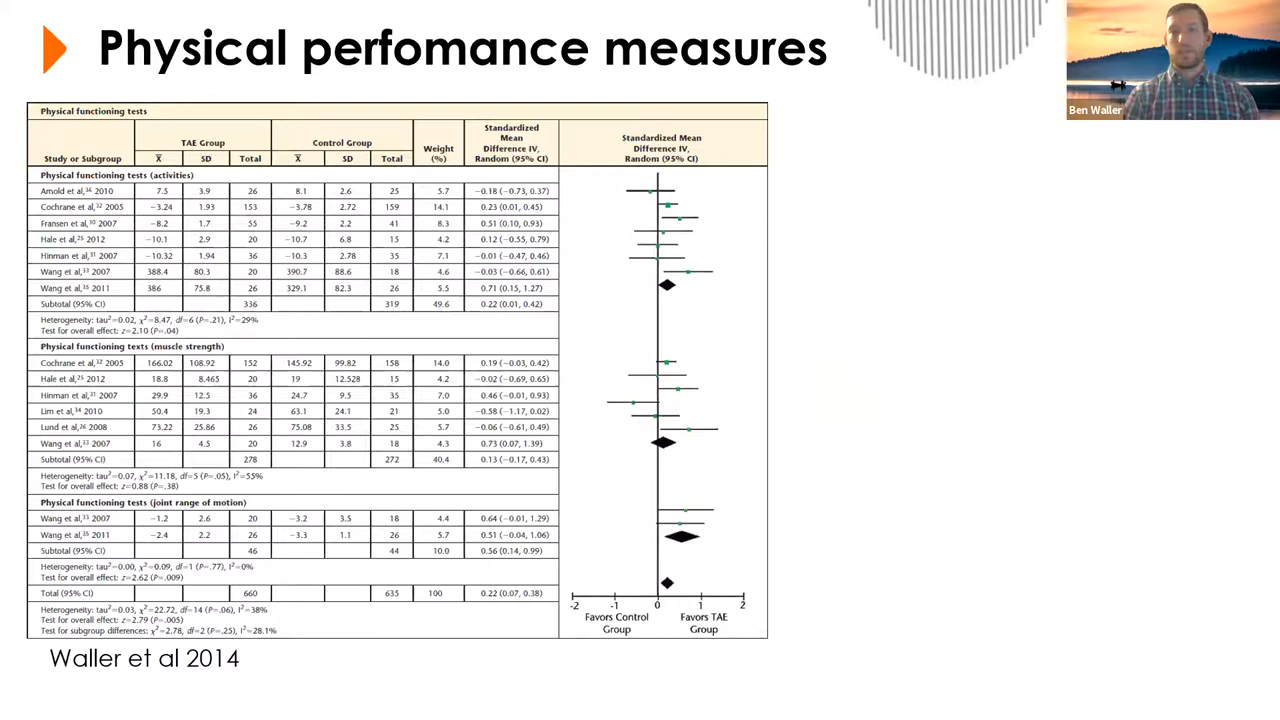 Physical perfomance measures
Ben Waller
Physical functioning tests
Study or Subgroup TAE Group Control Group Weight (%) Standardized Mean Difference IV, Random (95% CI) Standardized Mean Difference IV, Random (95% CI)
X̅ SD Total X̅ SD Total
Physical functioning tests (activities)
Arnold et al,³⁶ 2010 7.5 3.9 26 8.1 2.6 25 5.7 −0.18 (−0.73, 0.37)
Cochrane et al,³² 2005 −3.24 1.93 153 −3.78 2.72 159 14.1 0.23 (0.01, 0.45)
Fransen et al,³⁰ 2007 −8.2 1.7 55 −9.2 2.2 41 8.3 0.51 (0.10, 0.93)
Hale et al,²⁵ 2012 −10.1 2.9 20 −10.7 6.8 15 4.2 0.12 (−0.55, 0.79)
Hinman et al,³¹ 2007 −10.32 1.94 36 −10.3 2.78 35 7.1 −0.01 (−0.47, 0.46)
Wang et al,³³ 2007 388.4 80.3 20 390.7 88.6 18 4.6 −0.03 (−0.66, 0.61)
Wang et al,³⁵ 2011 386 75.8 26 329.1 82.3 26 5.5 0.71 (0.15, 1.27)
Subtotal (95% CI) 336 319 49.6 0.22 (0.01, 0.42)
Heterogeneity: tau²=0.02, χ²=8.47, df=6 (P=.21), I²=29%
Test for overall effect: z=2.10 (P=.04)
Physical functioning texts (muscle strength)
Cochrane et al,³² 2005 166.02 108.92 152 145.92 99.82 158 14.0 0.19 (−0.03, 0.42)
Hale et al,²⁵ 2012 18.8 8.465 20 19 12.528 15 4.2 −0.02 (−0.69, 0.65)
Hinman et al,³¹ 2007 29.9 12.5 36 24.7 9.5 35 7.0 0.46 (−0.01, 0.93)
Lim et al,³⁴ 2010 50.4 19.3 24 63.1 24.1 21 5.0 −0.58 (−1.17, 0.02)
Lund et al,²⁶ 2008 73.22 25.86 27 75.08 33.5 25 5.7 −0.06 (−0.61, 0.49)
Wang et al,³³ 2007 16 4.5 20 12.9 3.8 18 4.3 0.73 (0.07, 1.39)
Subtotal (95% CI) 278 272 40.4 0.13 (−0.17, 0.43)
Heterogeneity: tau²=0.07, χ²=11.18, df=5 (P=.05), I²=55%
Test for overall effect: z=0.88 (P=.38)
Physical functioning tests (joint range of motion)
Wang et al,³³ 2007 −1.2 2.6 20 −3.2 3.5 18 4.4 0.64 (−0.01, 1.29)
Wang et al,³⁵ 2011 −2.4 2.2 26 −3.3 1.1 26 5.7 0.51 (−0.04, 1.06)
Subtotal (95% CI) 46 44 10.0 0.56 (0.14, 0.99)
Heterogeneity: tau²=0.00, χ²=0.09, df=1 (P=.77), I²=0%
Test for overall effect: z=2.62 (P=.009)
Total (95% CI) 660 635 100 0.22 (0.07, 0.38)
Heterogeneity: tau²=0.03, χ²=22.72, df=14 (P=.06), I²=38%
Test for overall effect: z=2.79 (P=.005)
Test for subgroup differences: χ²=2.78, df=2 (P=.25), I²=28.1%
-2 -1 0 1 2
Favors Control Group Favors TAE Group
Waller et al 2014